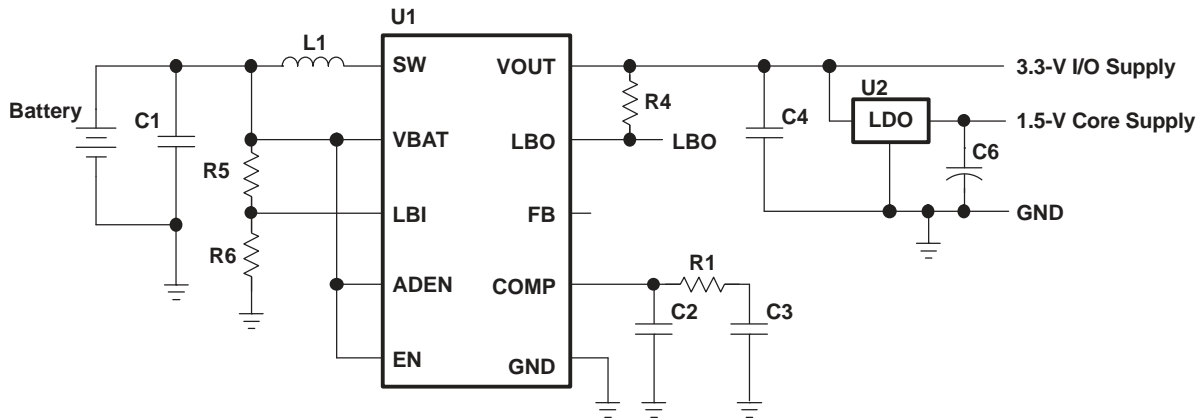 U1
L1
SW
VOUT
3.3-V I/O Supply
U2
R4
Battery
C1
C4
LDO
1.5-V Core Supply
VBAT
LBO
LBO
C6
R5
LBI
FB
GND
R6
R1
ADEN
COMP
C2
C3
EN
GND